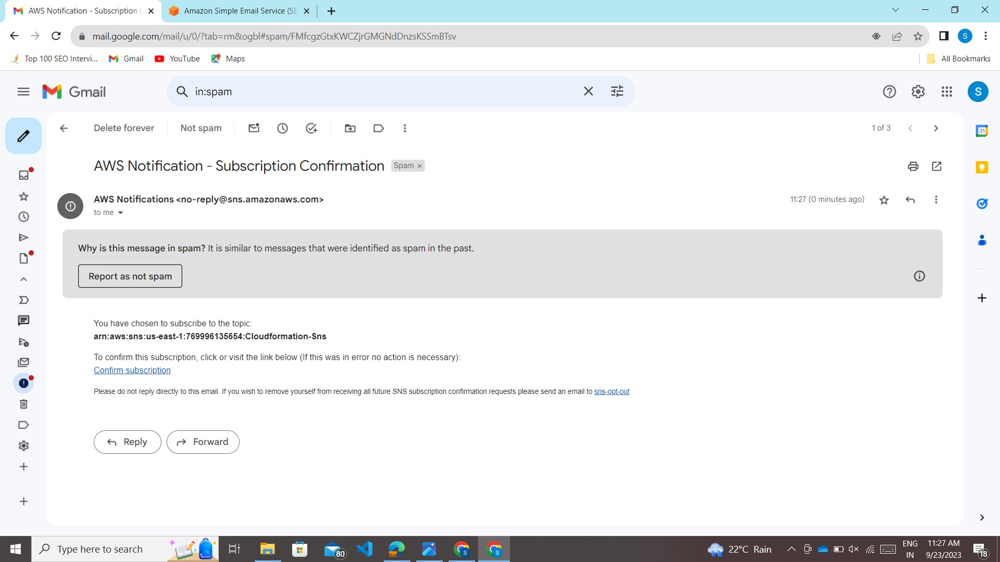 AWS Notification - Subscription
Amazon Simple Email Service (SE
mail.google.com/mail/u/0/?tab=rm&ogbl#spam/FMfcgzGtxKWCZjrGMGNdDnzsKSSmBTsv
S
Top 100 SEO Intervi...
Gmail
YouTube
Maps
All Bookmarks
Gmail
in:spam
S
Delete forever
Not spam
1 of 3
31
AWS Notification - Subscription Confirmation
Spam ×
AWS Notifications <no-reply@sns.amazonaws.com>
11:27 (0 minutes ago)
to me
Why is this message in spam? It is similar to messages that were identified as spam in the past.
Report as not spam
You have chosen to subscribe to the topic:
arn:aws:sns:us-east-1:769996135654:Cloudformation-Sns
To confirm this subscription, click or visit the link below (If this was in error no action is necessary):
Confirm subscription
Please do not reply directly to this email. If you wish to remove yourself from receiving all future SNS subscription confirmation requests please send an email to sns-opt-out
Reply
Forward
Type here to search
80
S
S
22°C Rain
ENG
IN
11:27 AM
9/23/2023
18